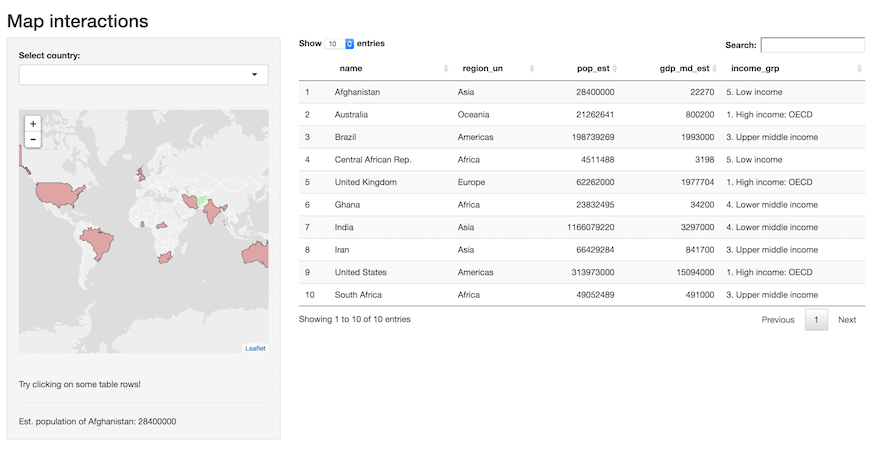 Map interactions
Select country:
+
−
Leaflet
Try clicking on some table rows!
Est. population of Afghanistan: 28400000
Show 10 entries
Search:
name region_un pop_est gdp_md_est income_grp
1 Afghanistan Asia 28400000 22270 5. Low income
2 Australia Oceania 21262641 800200 1. High income: OECD
3 Brazil Americas 198739269 1993000 3. Upper middle income
4 Central African Rep. Africa 4511488 3198 5. Low income
5 United Kingdom Europe 62262000 1977704 1. High income: OECD
6 Ghana Africa 23832495 34200 4. Lower middle income
7 India Asia 1166079220 3297000 4. Lower middle income
8 Iran Asia 66429284 841700 3. Upper middle income
9 United States Americas 313973000 15094000 1. High income: OECD
10 South Africa Africa 49052489 491000 3. Upper middle income
Showing 1 to 10 of 10 entries
Previous 1 Next